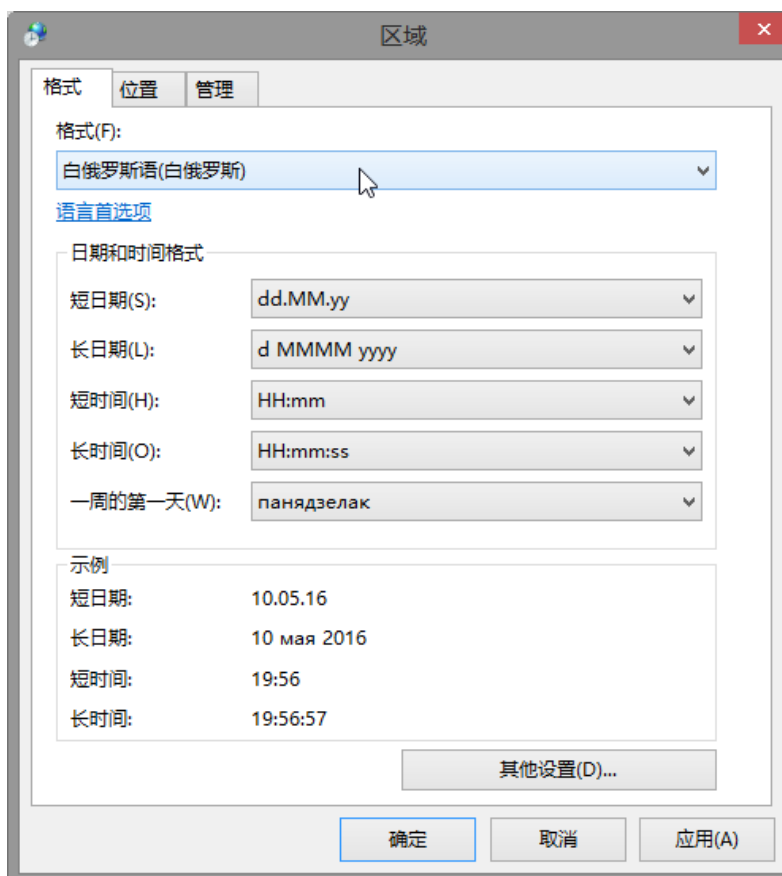 区域
格式 位置 管理
格式(F):
白俄罗斯语(白俄罗斯)
语言首选项
日期和时间格式
短日期(S): dd.MM.yy
长日期(L): d MMMM yyyy
短时间(H): HH:mm
长时间(O): HH:mm:ss
一周的第一天(W): панядзелак
示例
短日期: 10.05.16
长日期: 10 мая 2016
短时间: 19:56
长时间: 19:56:57
其他设置(D)...
确定 取消 应用(A)